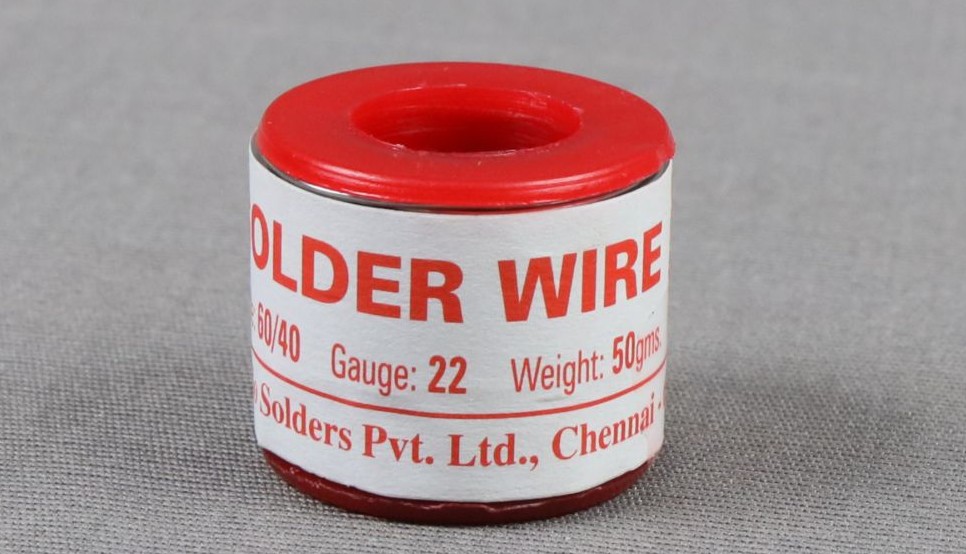 OLDER WIRE
: 60/40 Gauge: 22 Weight: 50gms.
Solders Pvt. Ltd., Chennai -